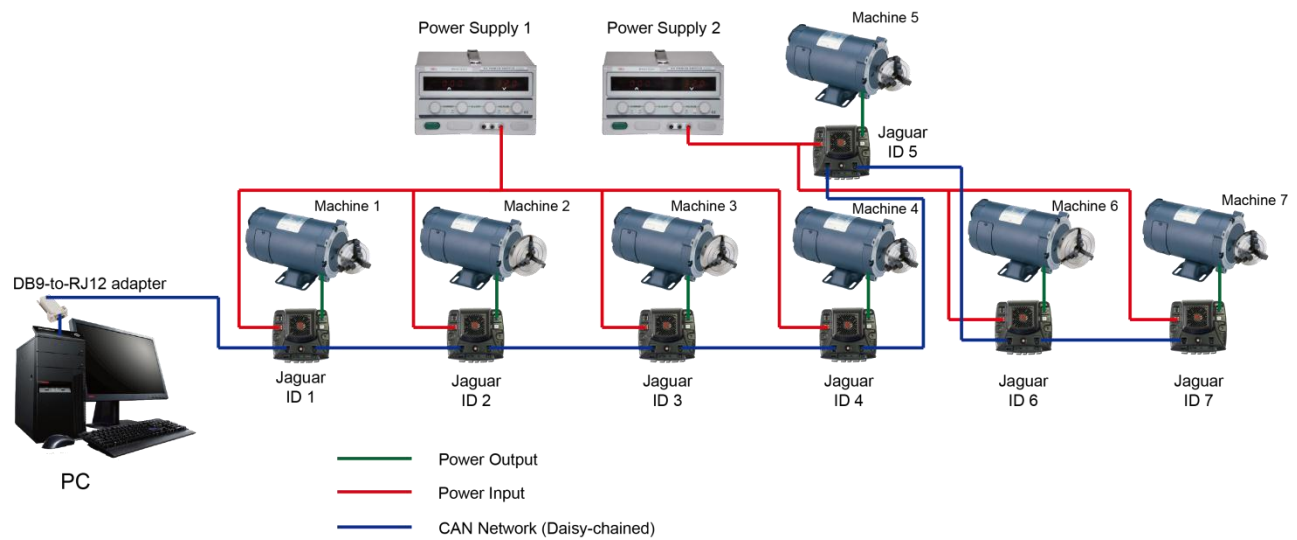 Power Supply 1
Power Supply 2
Machine 5
Jaguar
ID 5
Machine 1
Machine 2
Machine 3
Machine 4
Machine 6
Machine 7
DB9-to-RJ12 adapter
Jaguar
ID 1
Jaguar
ID 2
Jaguar
ID 3
Jaguar
ID 4
Jaguar
ID 6
Jaguar
ID 7
PC
Power Output
Power Input
CAN Network (Daisy-chained)